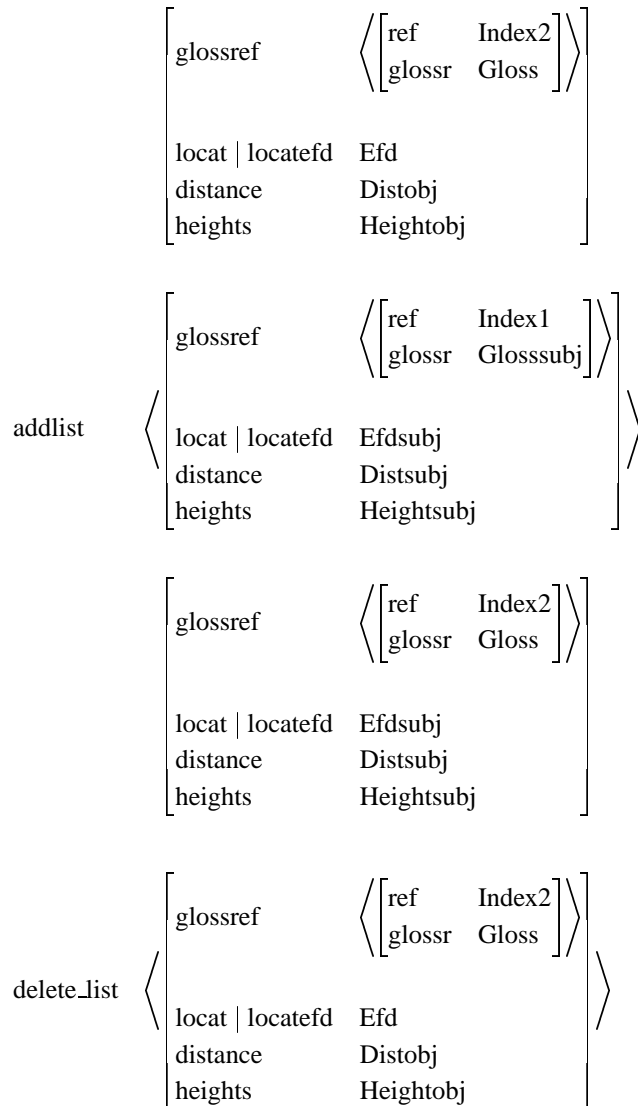 glossref ⟨[ref Index2
glossr Gloss]⟩
locat | locatefd Efd
distance Distobj
heights Heightobj
glossref ⟨[ref Index1
glossr Glosssubj]⟩
addlist ⟨
locat | locatefd Efdsubj ⟩
distance Distsubj
heights Heightsubj
glossref ⟨[ref Index2
glossr Gloss]⟩
locat | locatefd Efdsubj
distance Distsubj
heights Heightsubj
glossref ⟨[ref Index2
glossr Gloss]⟩
delete_list ⟨ ⟩
locat | locatefd Efd
distance Distobj
heights Heightobj